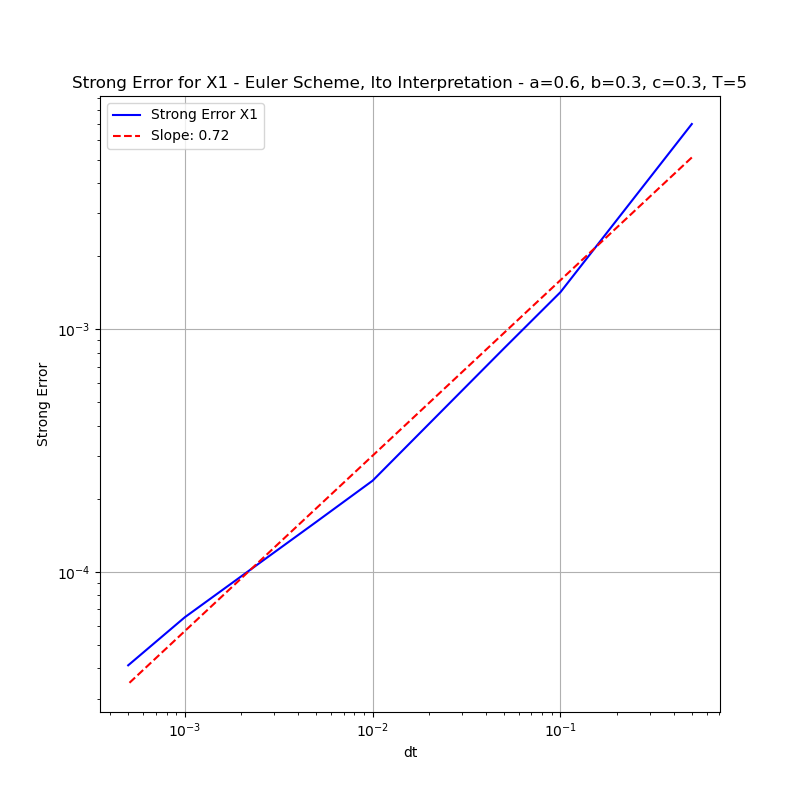 Strong Error for X1 - Euler Scheme, Ito Interpretation - a=0.6, b=0.3, c=0.3, T=5
Strong Error X1
Slope: 0.72
Strong Error
10⁻³
10⁻⁴
10⁻³ 10⁻² 10⁻¹
dt